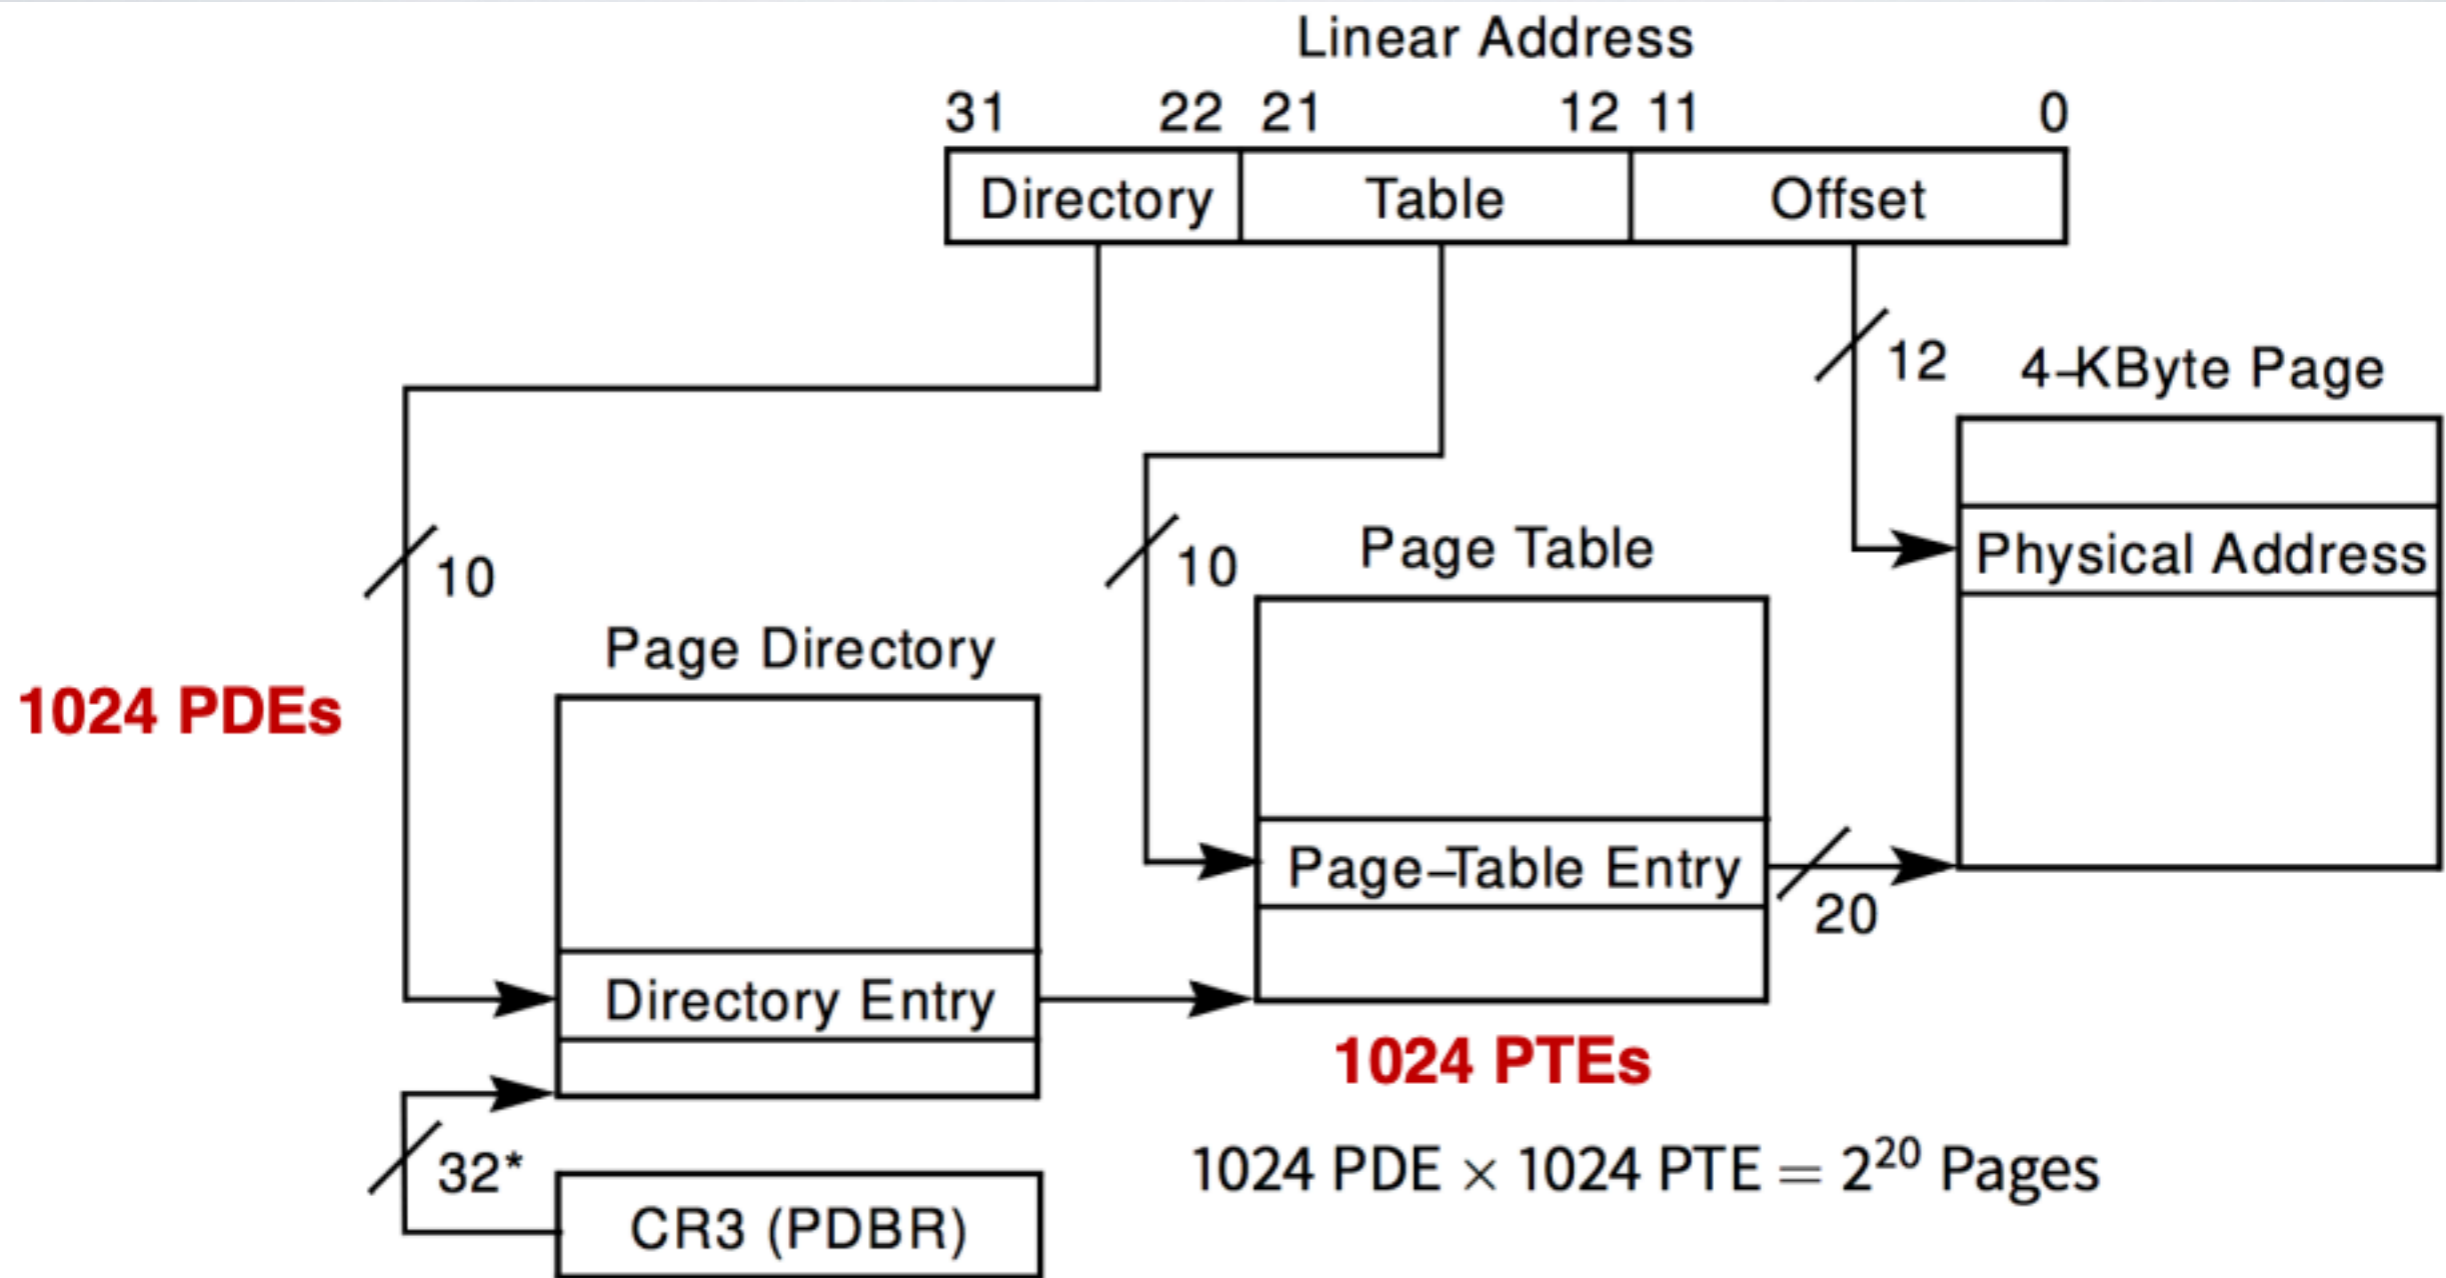 Linear Address
31 22 21 12 11 0
Directory Table Offset
12
4-KByte Page
Physical Address
10
10
Page Table
Page Directory
1024 PDEs
Page-Table Entry
20
Directory Entry
1024 PTEs
32*
1024 PDE × 1024 PTE = 2²⁰ Pages
CR3 (PDBR)